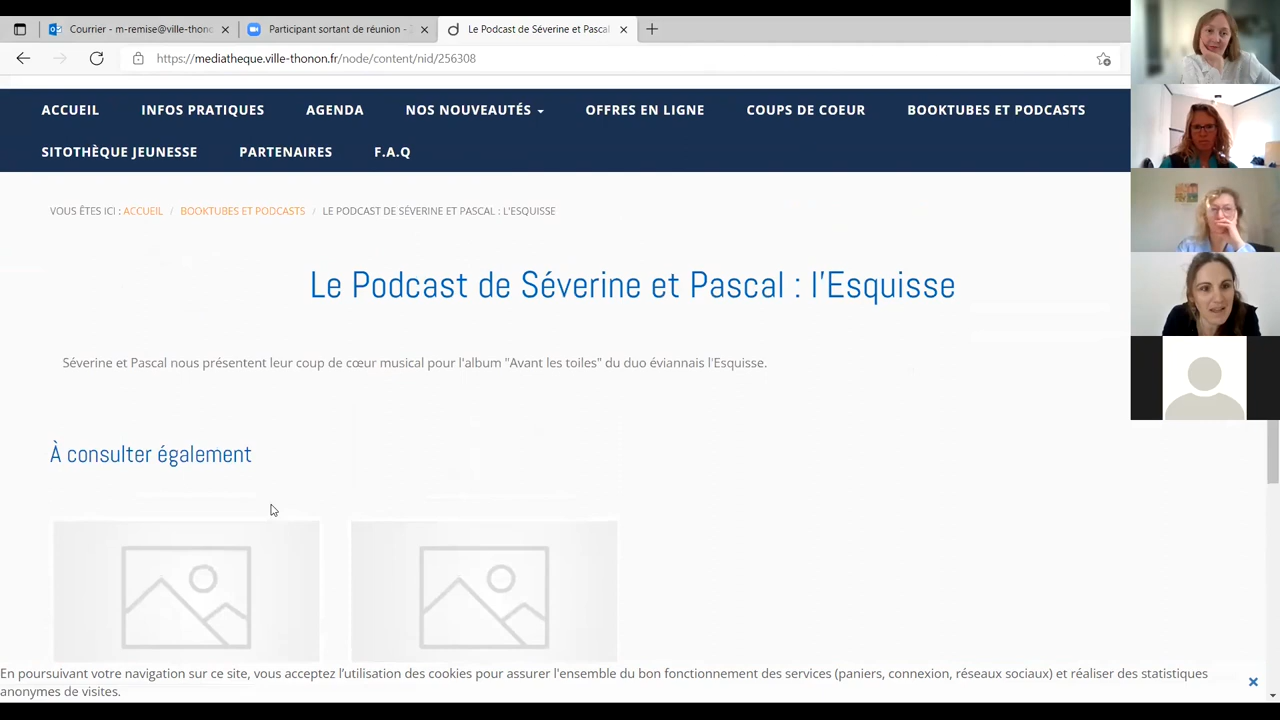 Courrier - m-remise@ville-thono
Participant sortant de réunion -
Le Podcast de Séverine et Pascal
https://mediatheque.ville-thonon.fr/node/content/nid/256308
ACCUEIL INFOS PRATIQUES AGENDA NOS NOUVEAUTÉS OFFRES EN LIGNE COUPS DE COEUR BOOKTUBES ET PODCASTS
SITOTHÈQUE JEUNESSE PARTENAIRES F.A.Q
VOUS ÊTES ICI : ACCUEIL / BOOKTUBES ET PODCASTS / LE PODCAST DE SÉVERINE ET PASCAL : L'ESQUISSE
Le Podcast de Séverine et Pascal : l'Esquisse
Séverine et Pascal nous présentent leur coup de cœur musical pour l'album "Avant les toiles" du duo éviannais l'Esquisse.
À consulter également
En poursuivant votre navigation sur ce site, vous acceptez l'utilisation des cookies pour assurer l'ensemble du bon fonctionnement des services (paniers, connexion, réseaux sociaux) et réaliser des statistiques
anonymes de visites.